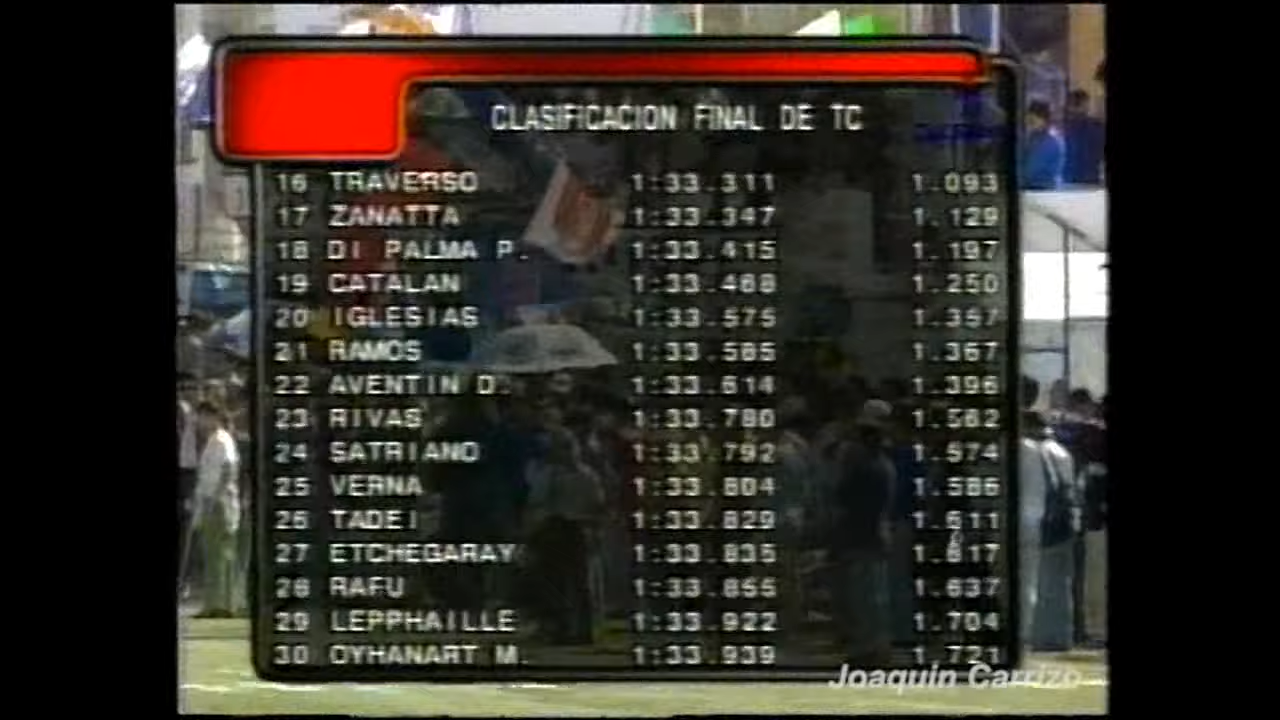 CLASIFICACION FINAL DE TC
16 TRAVERSO 1:33.311 1.093
17 ZANATTA 1:33.347 1.129
18 DI PALMA P. 1:33.415 1.197
19 CATALAN 1:33.468 1.250
20 IGLESIAS 1:33.575 1.357
21 RAMOS 1:33.585 1.367
22 AVENTIN D. 1:33.614 1.396
23 RIVAS 1:33.780 1.562
24 SATRIANO 1:33.792 1.574
25 VERNA 1:33.804 1.586
26 TADEI 1:33.829 1.611
27 ETCHEGARAY 1:33.835 1.617
28 RAFU 1:33.855 1.637
29 LEPPHAILLE 1:33.922 1.704
30 OYHANART M. 1:33.939 1.721
Joaquin Carrizo